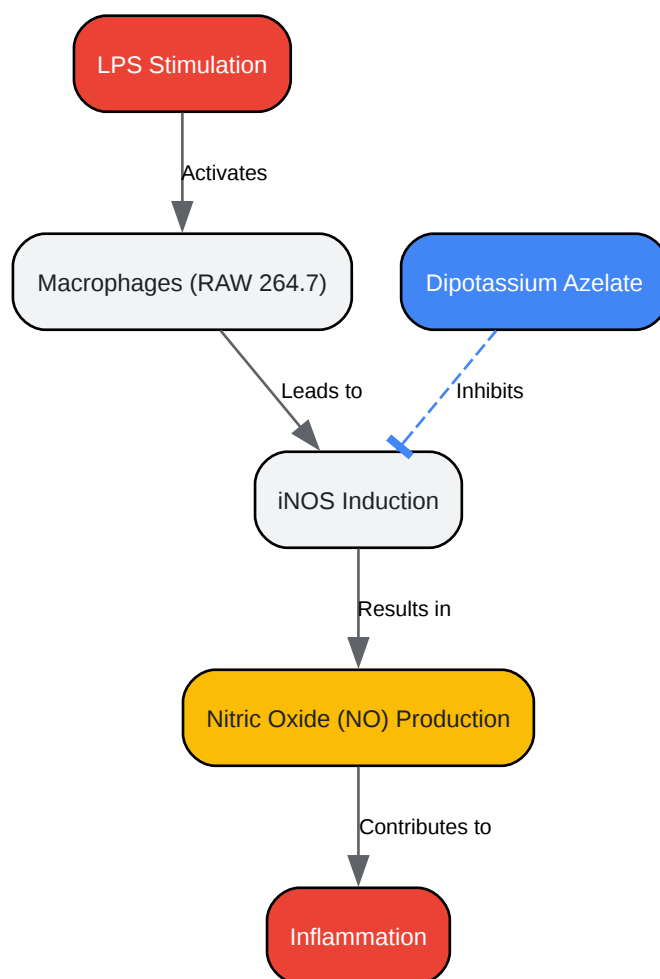 LPS Stimulation
Activates
Macrophages (RAW 264.7)
Dipotassium Azelate
Leads to
Inhibits
iNOS Induction
Results in
Nitric Oxide (NO) Production
Contributes to
Inflammation